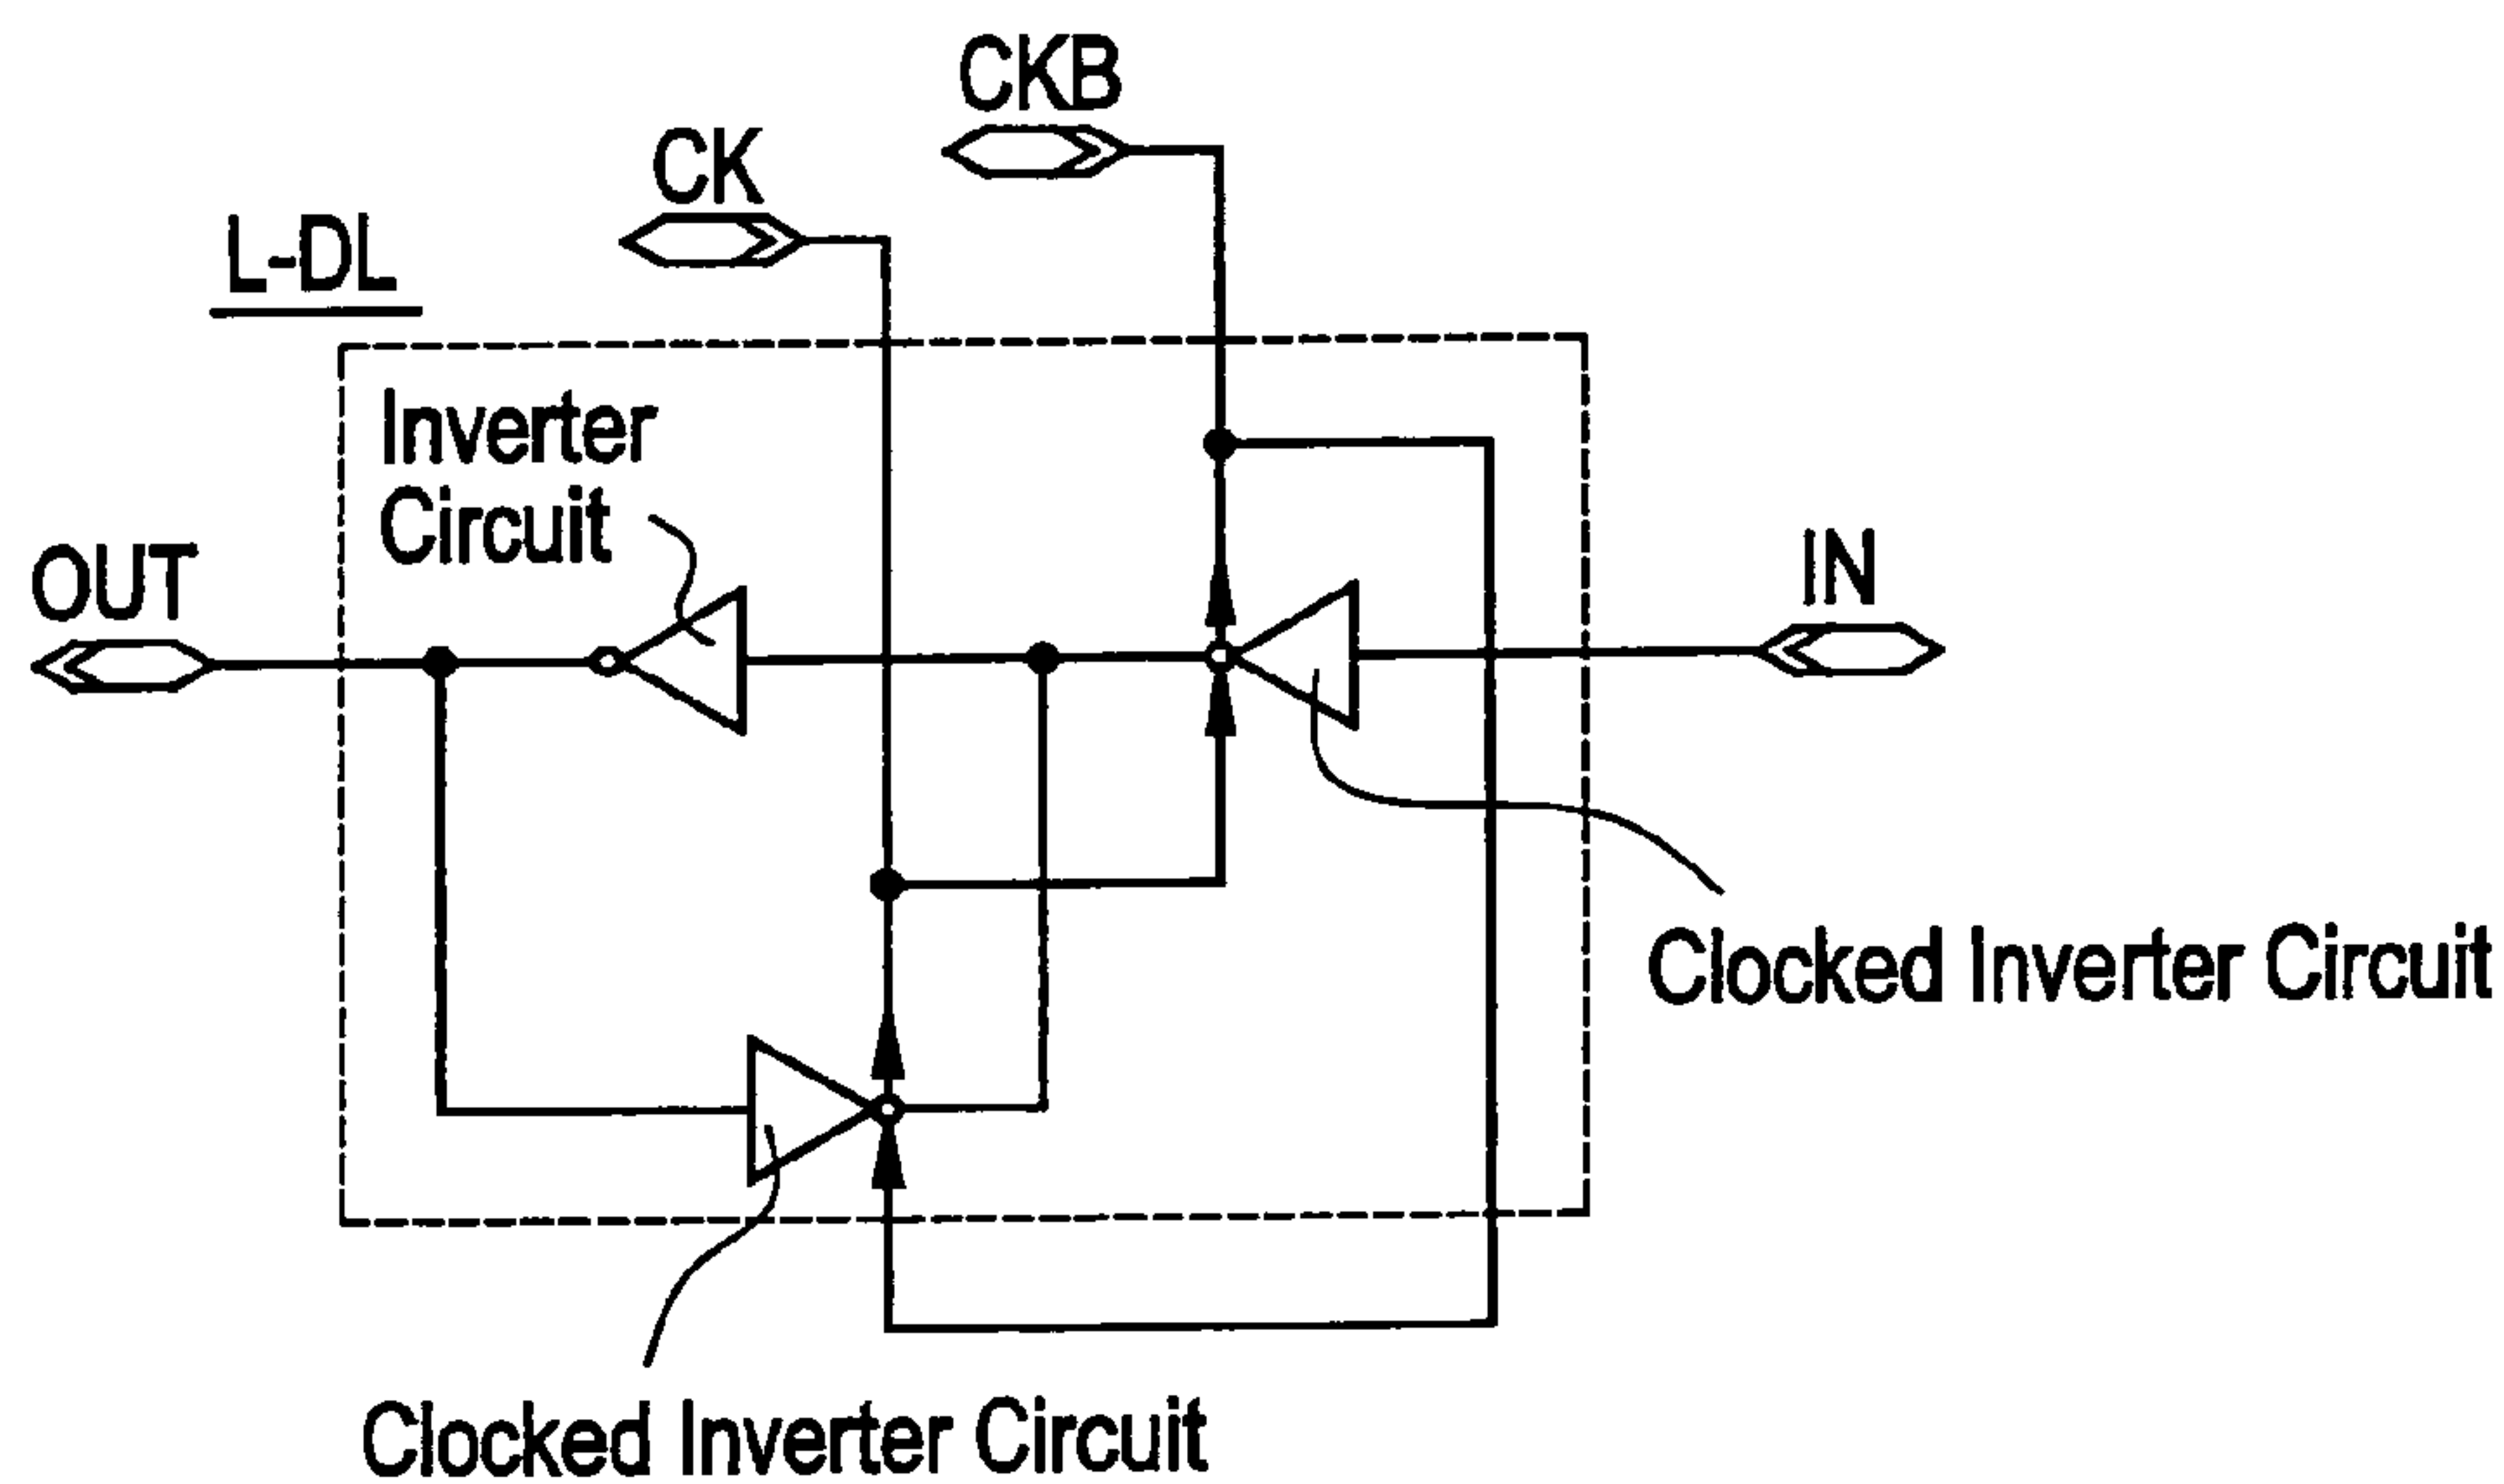 CKB
CK
L-DL
Inverter
Circuit
OUT
IN
Clocked Inverter Circuit
Clocked Inverter Circuit